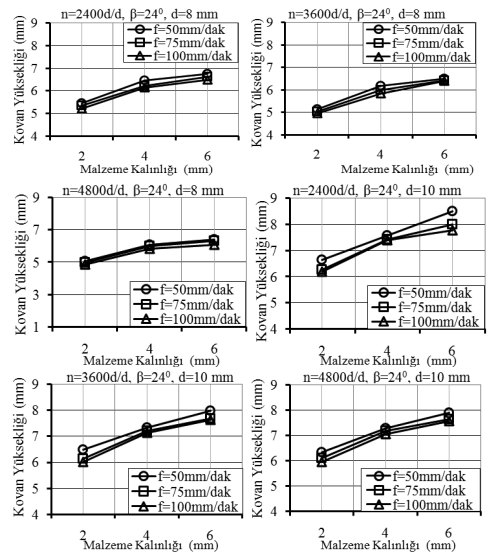 n=2400d/d, β=24⁰, d=8 mm
Kovan Yüksekliği (mm)
9
8
7
6
5
4
f=50mm/dak
f=75mm/dak
f=100mm/dak
2 4 6
Malzeme Kalınlığı (mm)
n=3600d/d, β=24⁰, d=8 mm
Kovan Yüksekliği (mm)
9
8
7
6
5
4
f=50mm/dak
f=75mm/dak
f=100mm/dak
2 4 6
Malzeme Kalınlığı (mm)
n=4800d/d, β=24⁰, d=8 mm
Kovan Yüksekliği (mm)
9
7
5
3
1
f=50mm/dak
f=75mm/dak
f=100mm/dak
2 4 6
Malzeme Kalınlığı (mm)
n=2400d/d, β=24⁰, d=10 mm
Kovan Yüksekliği (mm)
9
8
7
6
5
4
f=50mm/dak
f=75mm/dak
f=100mm/dak
2 4 6
Malzeme Kalınlığı (mm)
n=3600d/d, β=24⁰, d=10 mm
Kovan Yüksekliği (mm)
9
8
7
6
5
4
f=50mm/dak
f=75mm/dak
f=100mm/dak
2 4 6
Malzeme Kalınlığı (mm)
n=4800d/d, β=24⁰, d=10 mm
Kovan Yüksekliği (mm)
9
8
7
6
5
4
f=50mm/dak
f=75mm/dak
f=100mm/dak
2 4 6
Malzeme Kalınlığı (mm)